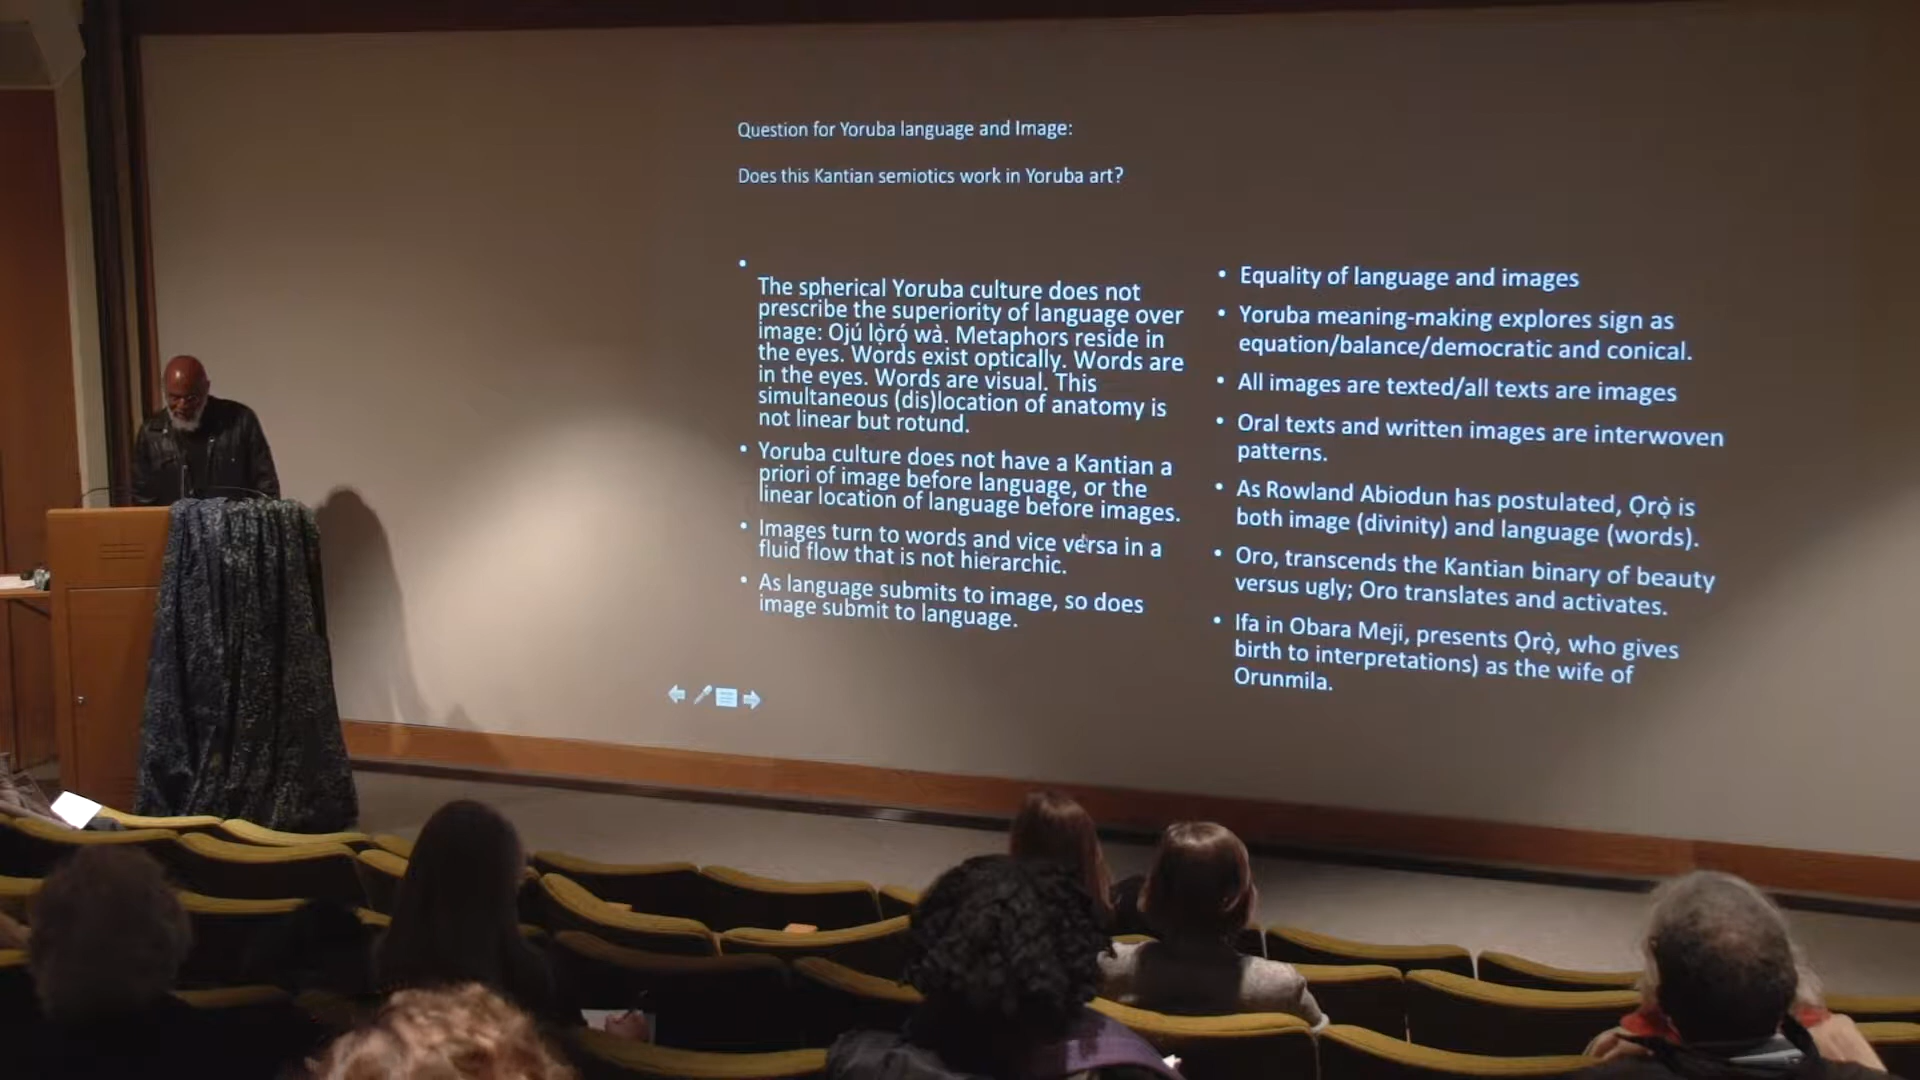 Question for Yoruba language and Image:
Does this Kantian semiotics work in Yoruba art?
•
The spherical Yoruba culture does not
prescribe the superiority of language over
image: Ojú lọ̀rọ́ wà. Metaphors reside in
the eyes. Words exist optically. Words are
in the eyes. Words are visual. This
simultaneous (dis)location of anatomy is
not linear but rotund.
• Yoruba culture does not have a Kantian a
priori of image before language, or the
linear location of language before images.
• Images turn to words and vice versa in a
fluid flow that is not hierarchic.
• As language submits to image, so does
image submit to language.
• Equality of language and images
• Yoruba meaning-making explores sign as
equation/balance/democratic and conical.
• All images are texted/all texts are images
• Oral texts and written images are interwoven
patterns.
• As Rowland Abiodun has postulated, Ọrọ̀ is
both image (divinity) and language (words).
• Oro, transcends the Kantian binary of beauty
versus ugly; Oro translates and activates.
• Ifa in Obara Meji, presents Ọrọ̀, who gives
birth to interpretations) as the wife of
Orunmila.